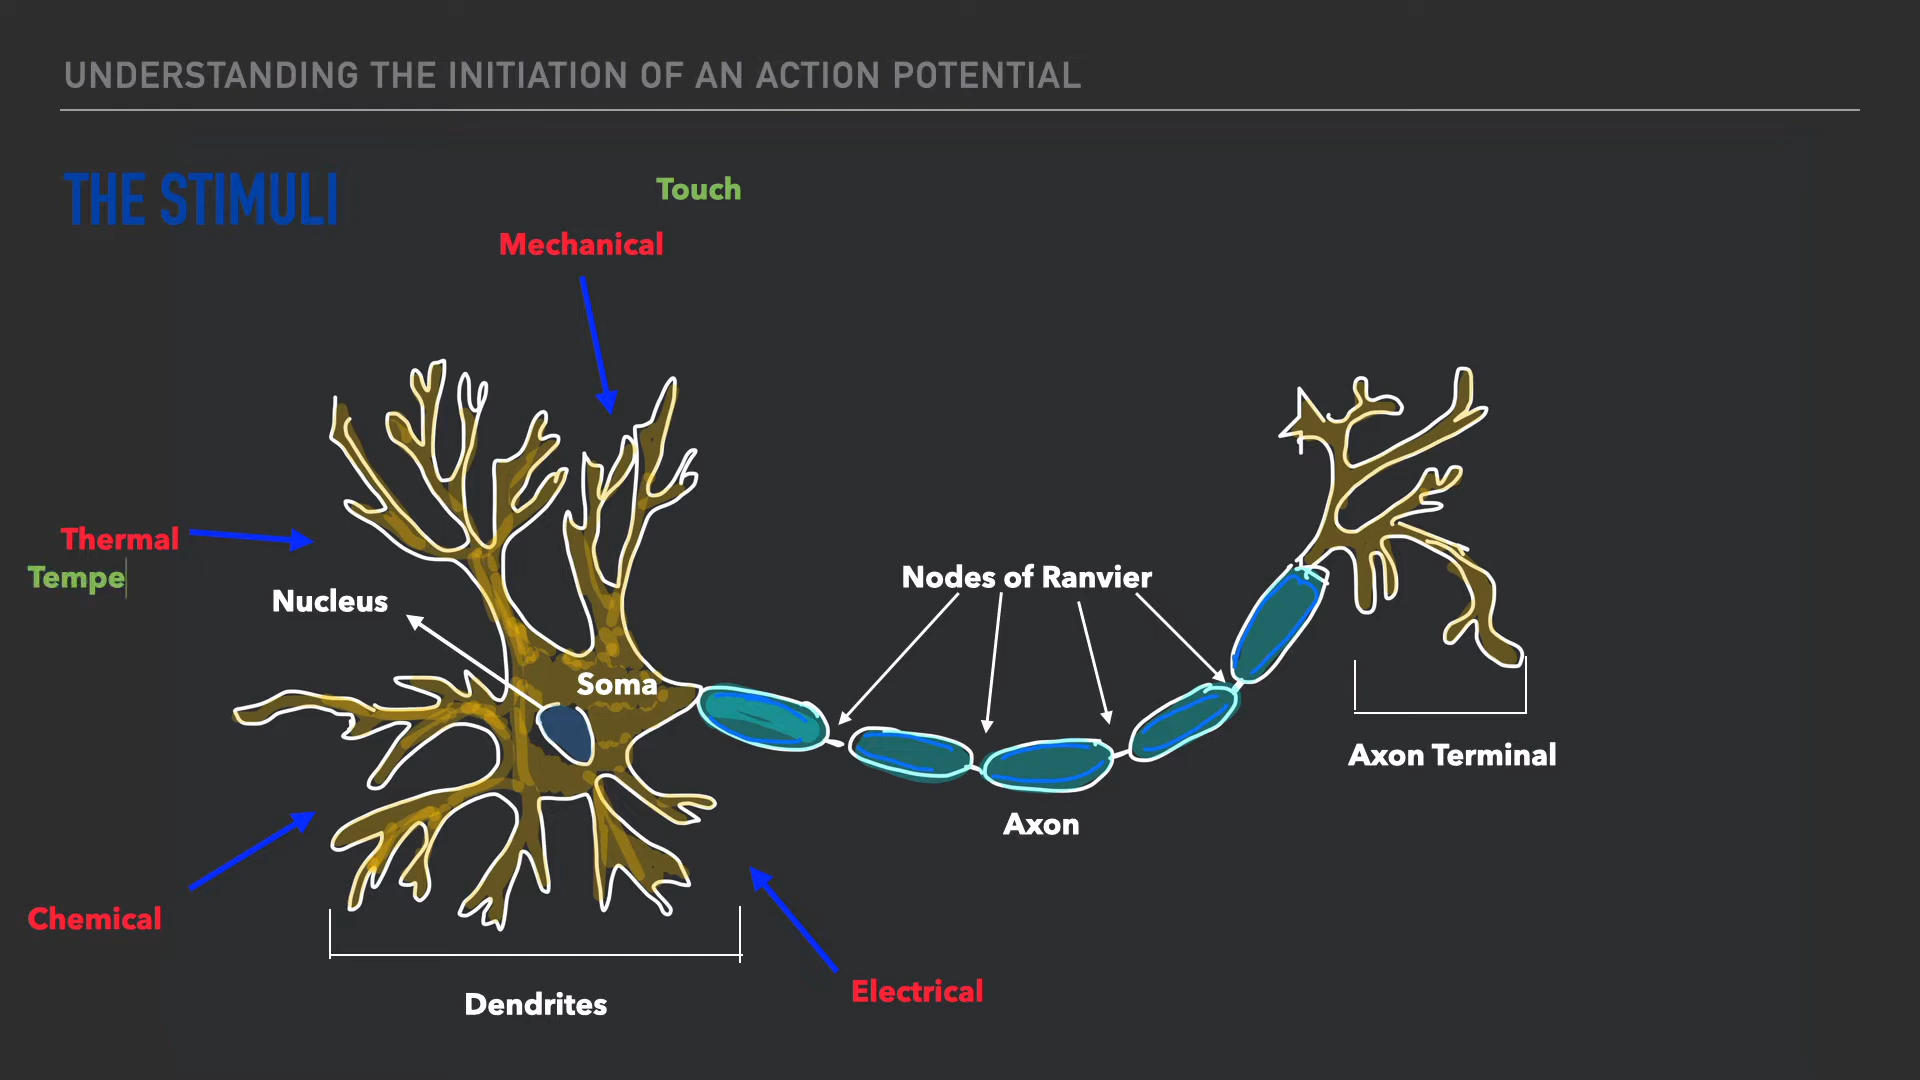 UNDERSTANDING THE INITIATION OF AN ACTION POTENTIAL
THE STIMULI
Touch
Mechanical
Thermal
Tempe
Nucleus
Nodes of Ranvier
Soma
Axon Terminal
Axon
Chemical
Electrical
Dendrites